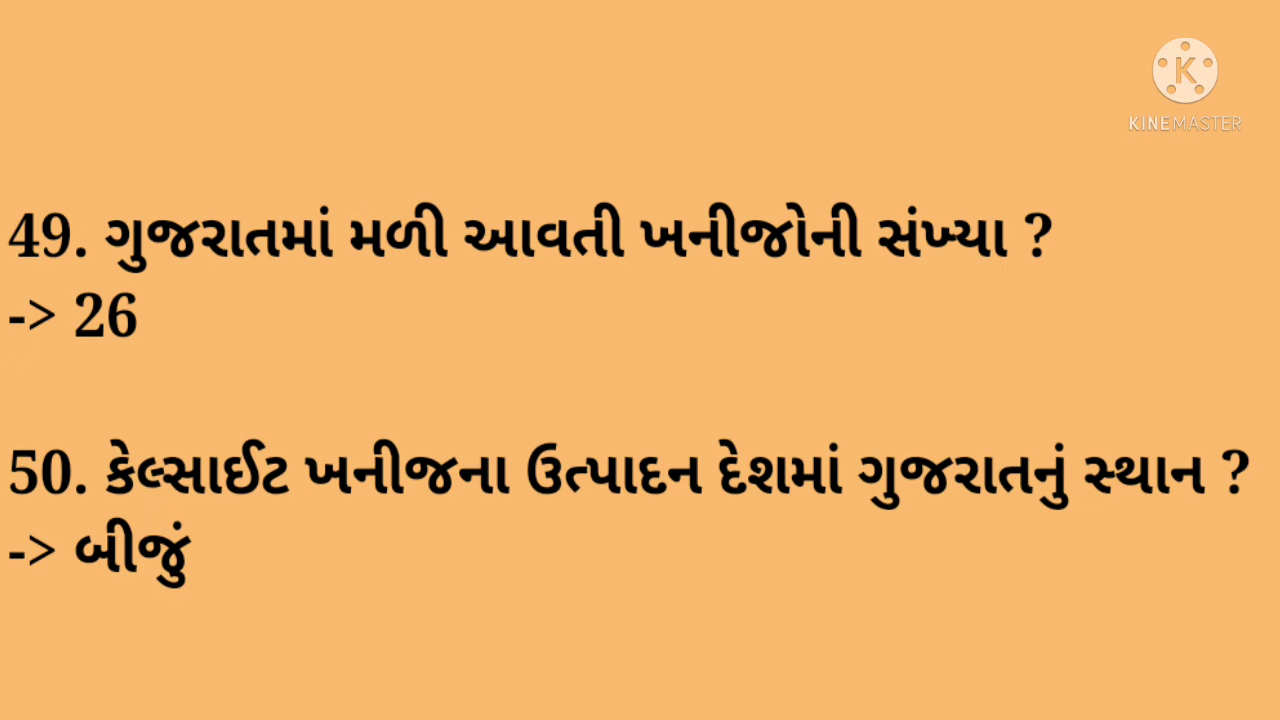 KINEMASTER
49. ગુજરાતમાં મળી આવતી ખનીજોની સંખ્યા ?
-> 26
50. કેલ્સાઈટ ખનીજના ઉત્પાદન દેશમાં ગુજરાતનું સ્થાન ?
-> બીજું